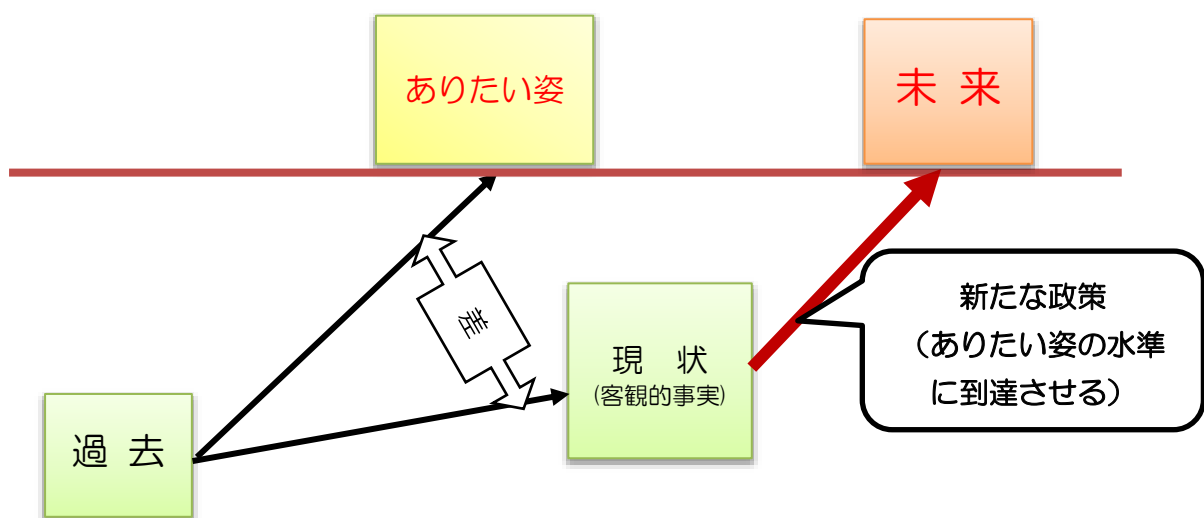 ありたい姿
未 来
差
現 状
(客観的事実)
新たな政策
(ありたい姿の水準
に到達させる)
過 去